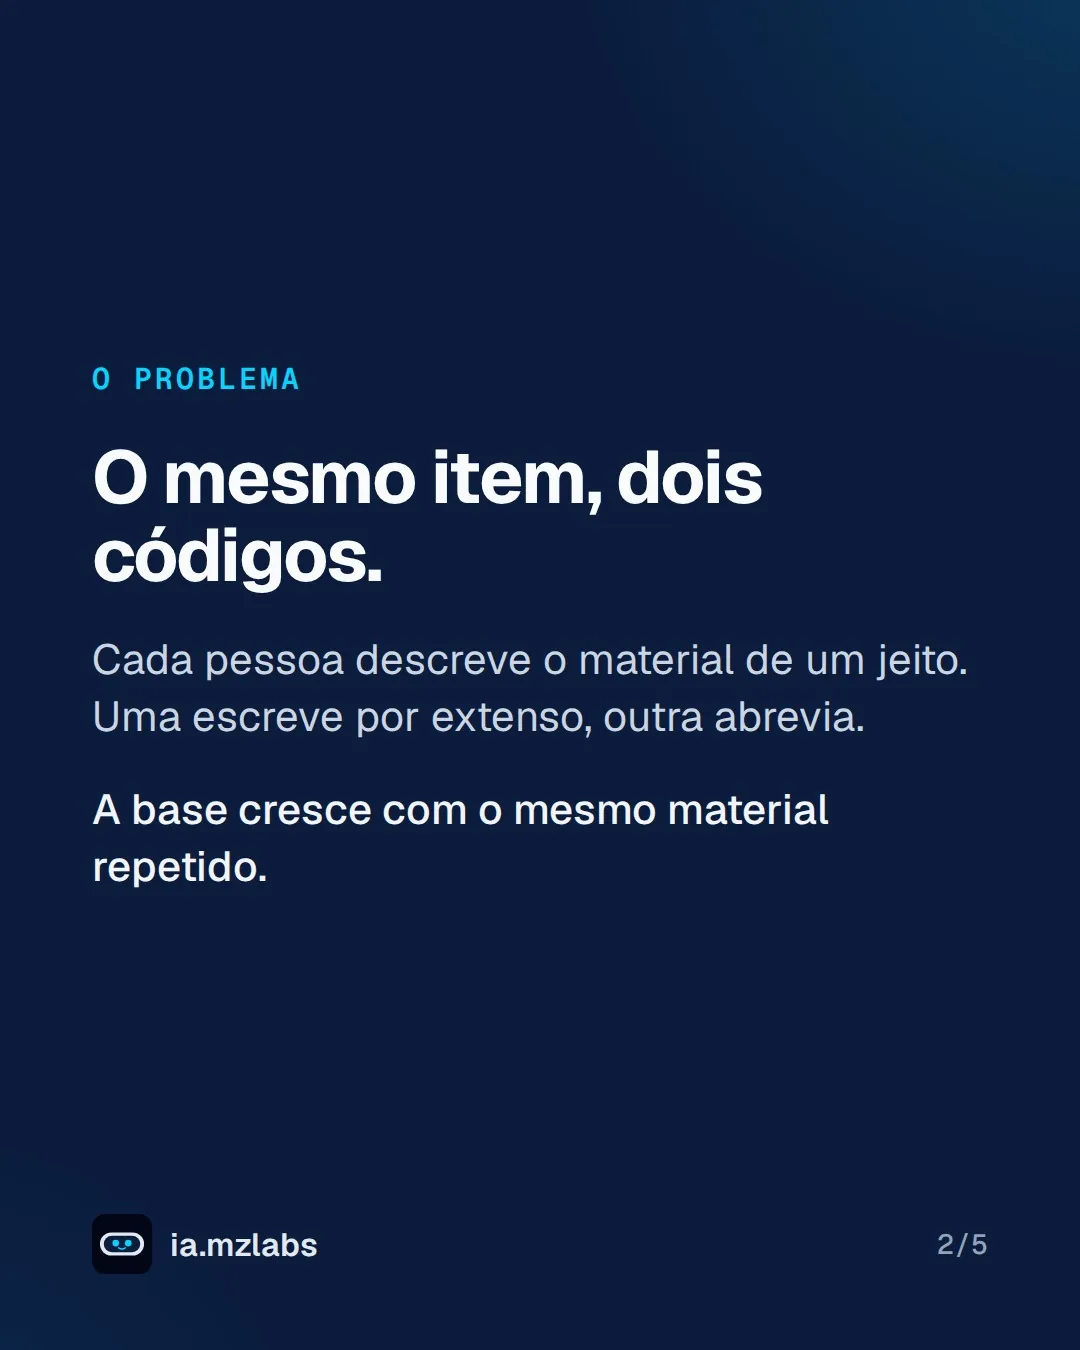 O PROBLEMA
O mesmo item, dois
códigos.
Cada pessoa descreve o material de um jeito.
Uma escreve por extenso, outra abrevia.
A base cresce com o mesmo material
repetido.
ia.mzlabs
2/5